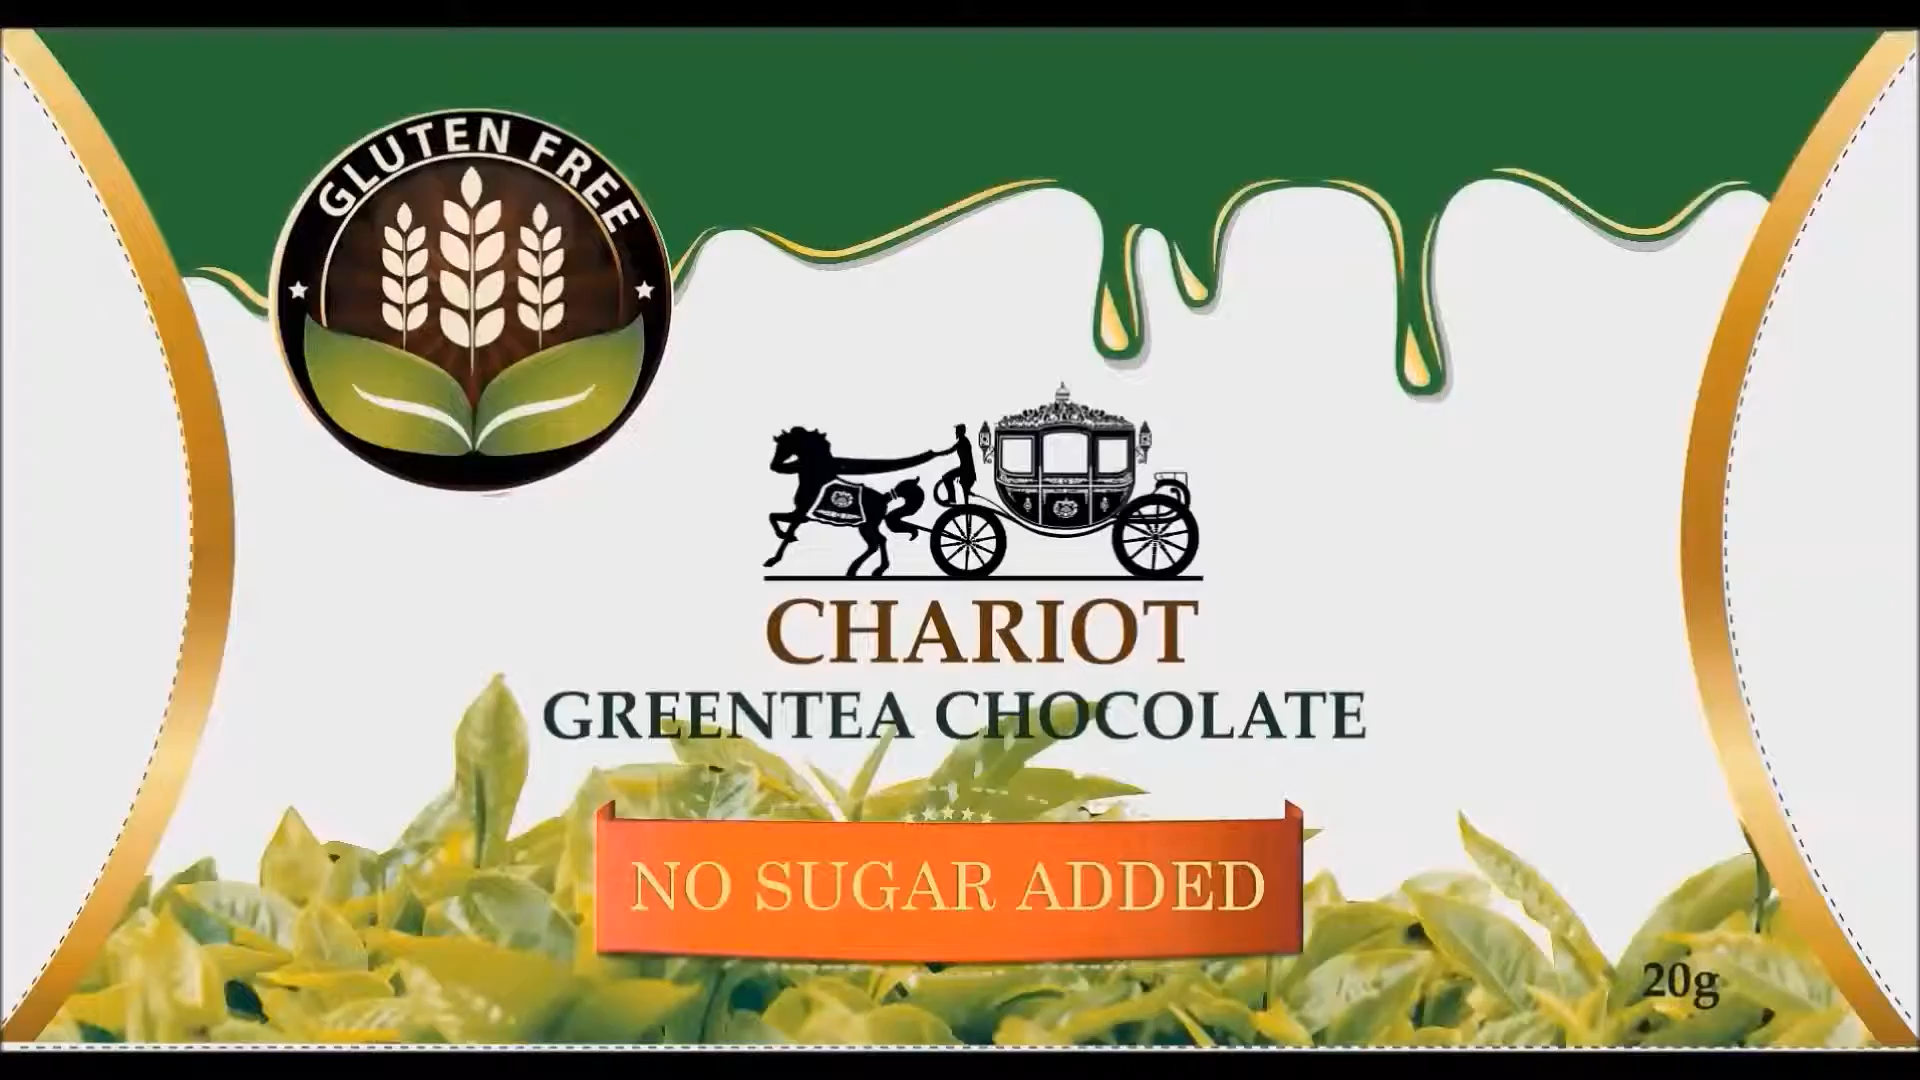 GLUTEN FREE
CHARIOT
GREENTEA CHOCOLATE
NO SUGAR ADDED
20g